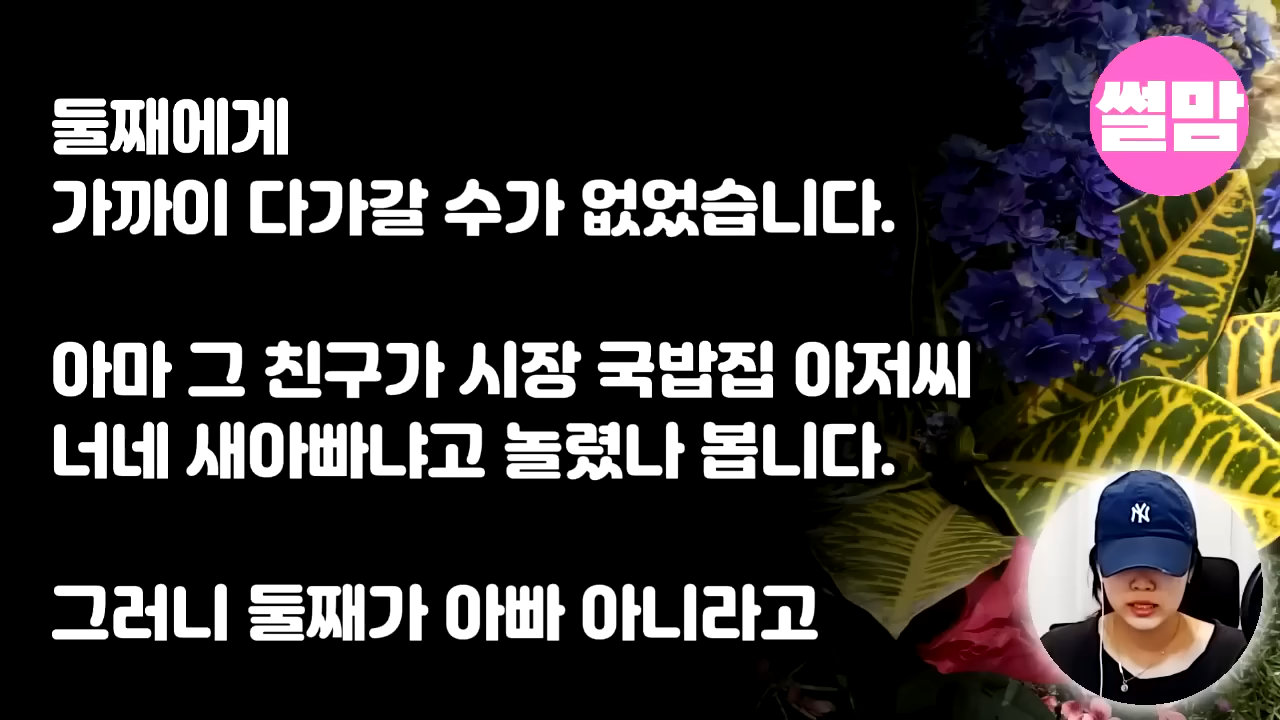 둘째에게
가까이 다가갈 수가 없었습니다.
아마 그 친구가 시장 국밥집 아저씨
너네 새아빠냐고 놀렸나 봅니다.
그러니 둘째가 아빠 아니라고
썰맘
NY